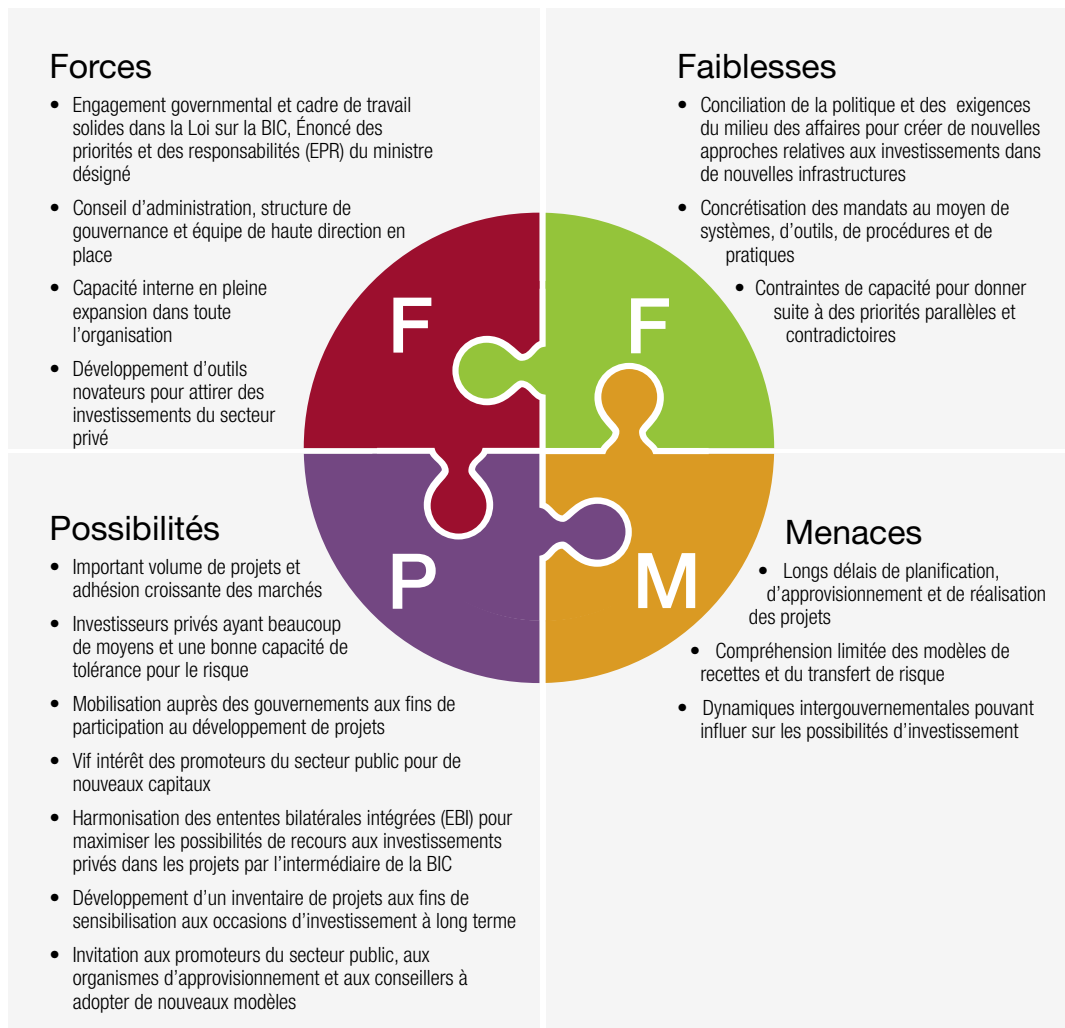 Forces
• Engagement governmental et cadre de travail
solides dans la Loi sur la BIC, Énoncé des
priorités et des responsabilités (EPR) du ministre
désigné
• Conseil d’administration, structure de
gouvernance et équipe de haute direction en
place
• Capacité interne en pleine
expansion dans toute
l’organisation
• Développement d’outils
novateurs pour attirer des
investissements du secteur
privé
Faiblesses
• Conciliation de la politique et des exigences
du milieu des affaires pour créer de nouvelles
approches relatives aux investissements dans
de nouvelles infrastructures
• Concrétisation des mandats au moyen de
systèmes, d’outils, de procédures et de
pratiques
• Contraintes de capacité pour donner
suite à des priorités parallèles et
contradictoires
F
F
P
M
Possibilités
• Important volume de projets et
adhésion croissante des marchés
• Investisseurs privés ayant beaucoup
de moyens et une bonne capacité de
tolérance pour le risque
• Mobilisation auprès des gouvernements aux fins de
participation au développement de projets
• Vif intérêt des promoteurs du secteur public pour de
nouveaux capitaux
• Harmonisation des ententes bilatérales intégrées (EBI) pour
maximiser les possibilités de recours aux investissements
privés dans les projets par l’intermédiaire de la BIC
• Développement d’un inventaire de projets aux fins de
sensibilisation aux occasions d’investissement à long terme
• Invitation aux promoteurs du secteur public, aux
organismes d’approvisionnement et aux conseillers à
adopter de nouveaux modèles
Menaces
• Longs délais de planification,
d’approvisionnement et de réalisation
des projets
• Compréhension limitée des modèles de
recettes et du transfert de risque
• Dynamiques intergouvernementales pouvant
influer sur les possibilités d’investissement